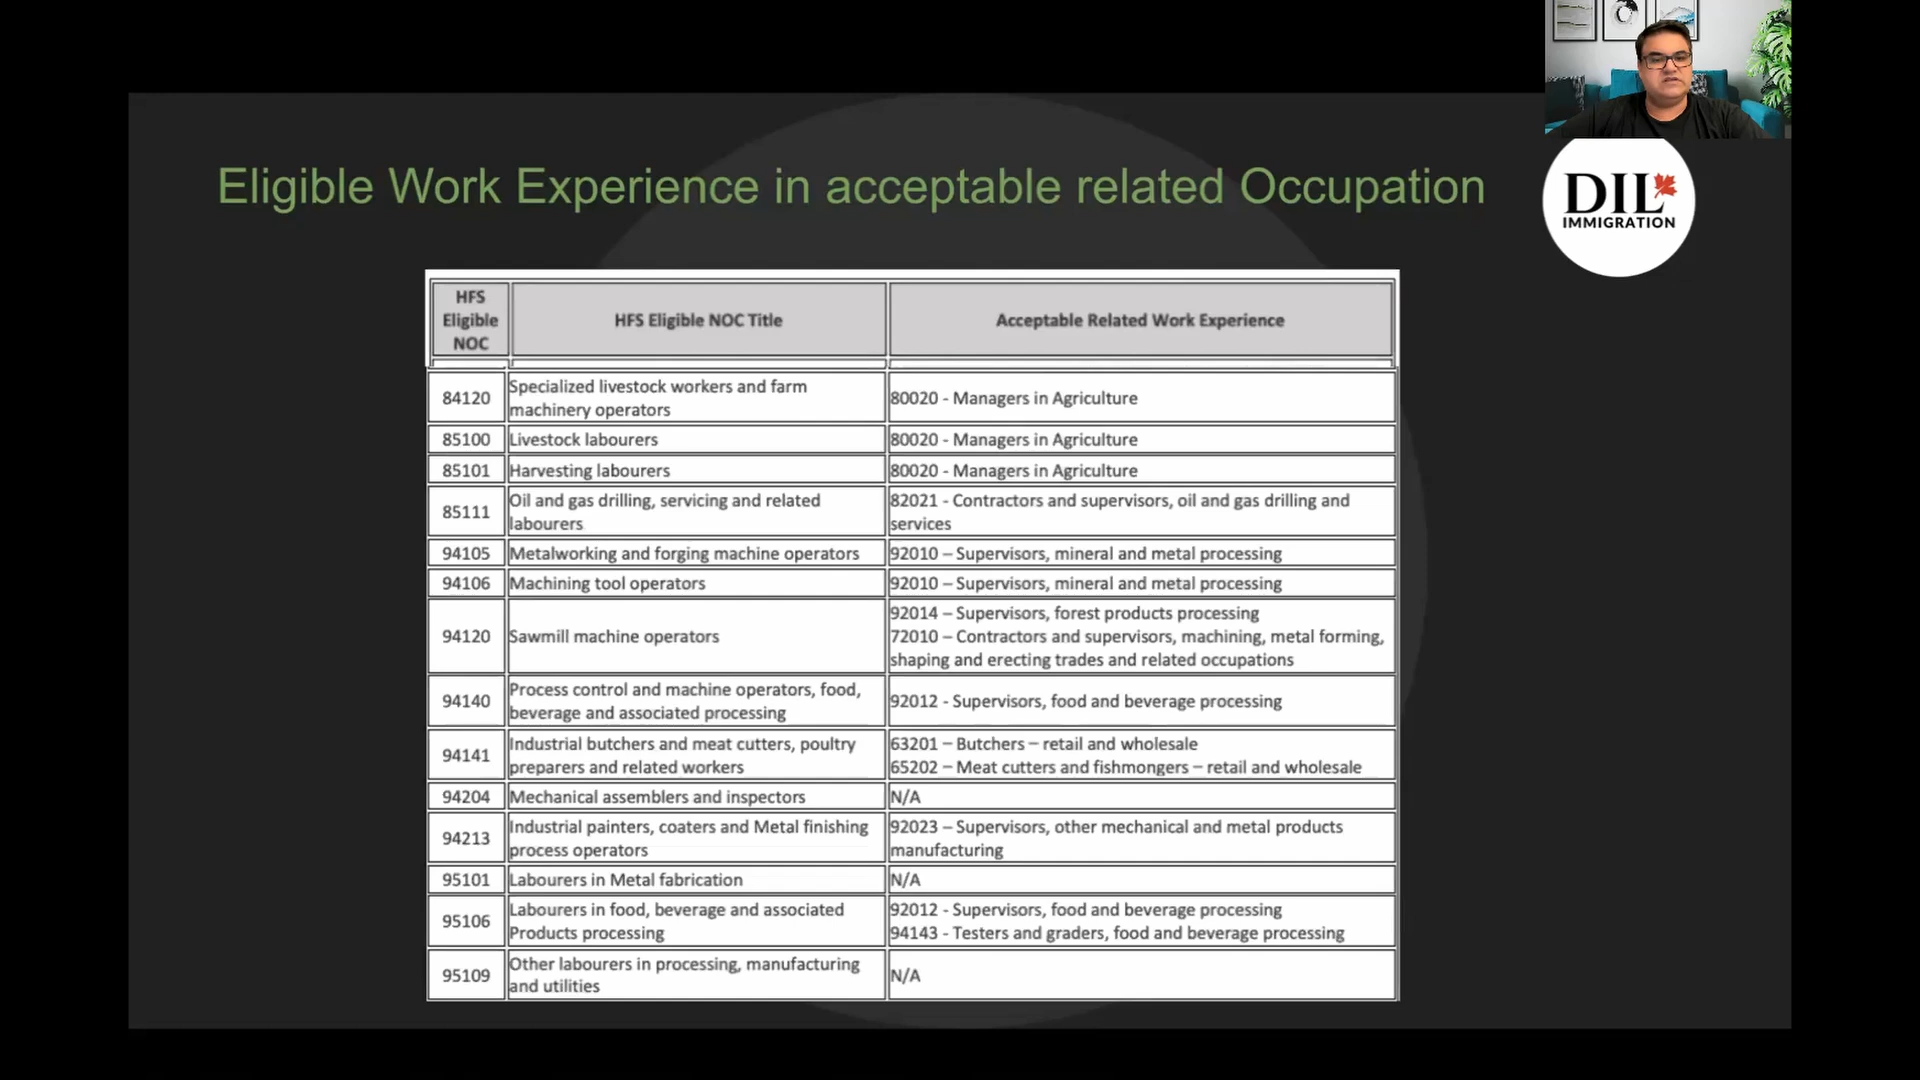 Eligible Work Experience in acceptable related Occupation
DIL
IMMIGRATION
HFS
Eligible
NOC
HFS Eligible NOC Title
Acceptable Related Work Experience
84120
Specialized livestock workers and farm
machinery operators
80020 - Managers in Agriculture
85100
Livestock labourers
80020 - Managers in Agriculture
85101
Harvesting labourers
80020 - Managers in Agriculture
85111
Oil and gas drilling, servicing and related
labourers
82021 - Contractors and supervisors, oil and gas drilling and
services
94105
Metalworking and forging machine operators
92010 – Supervisors, mineral and metal processing
94106
Machining tool operators
92010 – Supervisors, mineral and metal processing
94120
Sawmill machine operators
92014 – Supervisors, forest products processing
72010 – Contractors and supervisors, machining, metal forming,
shaping and erecting trades and related occupations
94140
Process control and machine operators, food,
beverage and associated processing
92012 - Supervisors, food and beverage processing
94141
Industrial butchers and meat cutters, poultry
preparers and related workers
63201 – Butchers – retail and wholesale
65202 – Meat cutters and fishmongers – retail and wholesale
94204
Mechanical assemblers and inspectors
N/A
94213
Industrial painters, coaters and Metal finishing
process operators
92023 – Supervisors, other mechanical and metal products
manufacturing
95101
Labourers in Metal fabrication
N/A
95106
Labourers in food, beverage and associated
Products processing
92012 - Supervisors, food and beverage processing
94143 - Testers and graders, food and beverage processing
95109
Other labourers in processing, manufacturing
and utilities
N/A